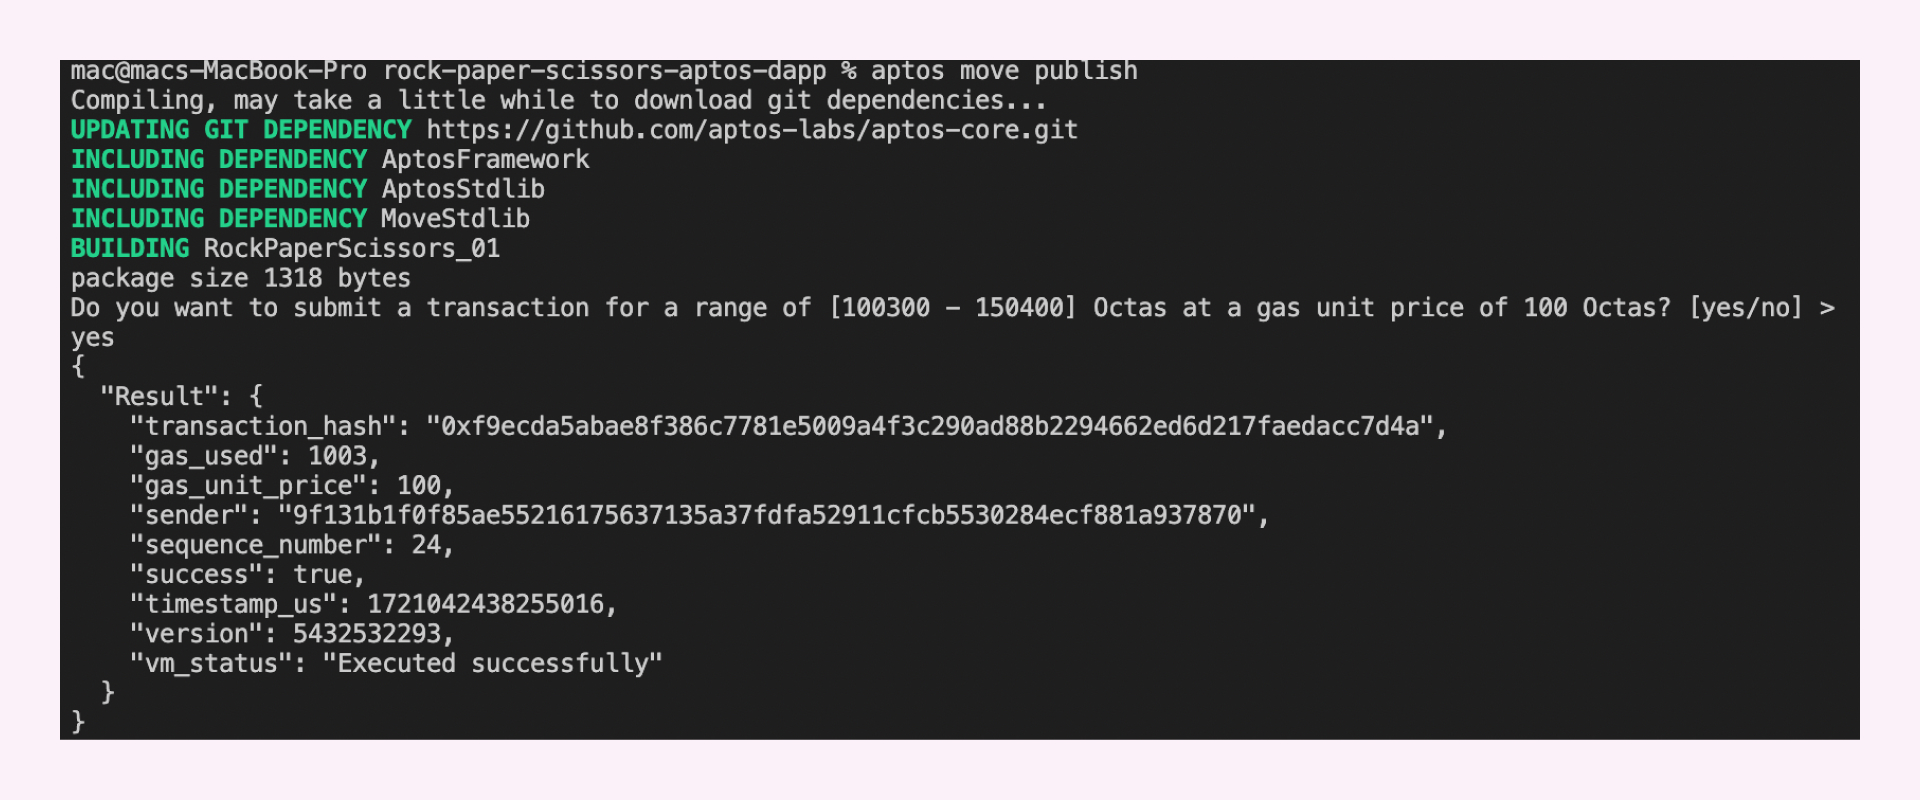 mac@macs-MacBook-Pro rock-paper-scissors-aptos-dapp % aptos move publish
Compiling, may take a little while to download git dependencies...
UPDATING GIT DEPENDENCY https://github.com/aptos-labs/aptos-core.git
INCLUDING DEPENDENCY AptosFramework
INCLUDING DEPENDENCY AptosStdlib
INCLUDING DEPENDENCY MoveStdlib
BUILDING RockPaperScissors_01
package size 1318 bytes
Do you want to submit a transaction for a range of [100300 - 150400] Octas at a gas unit price of 100 Octas? [yes/no] >
yes
{
  "Result": {
    "transaction_hash": "0xf9ecda5abae8f386c7781e5009a4f3c290ad88b2294662ed6d217faedacc7d4a",
    "gas_used": 1003,
    "gas_unit_price": 100,
    "sender": "9f131b1f0f85ae55216175637135a37fdfa52911cfcb5530284ecf881a937870",
    "sequence_number": 24,
    "success": true,
    "timestamp_us": 1721042438255016,
    "version": 5432532293,
    "vm_status": "Executed successfully"
  }
}